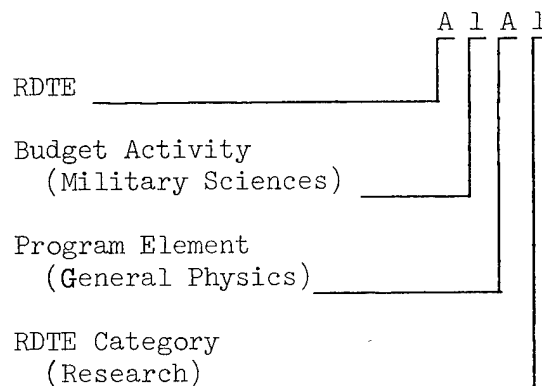 A 1 A 1
RDTE
Budget Activity
(Military Sciences)
Program Element
(General Physics)
RDTE Category
(Research)